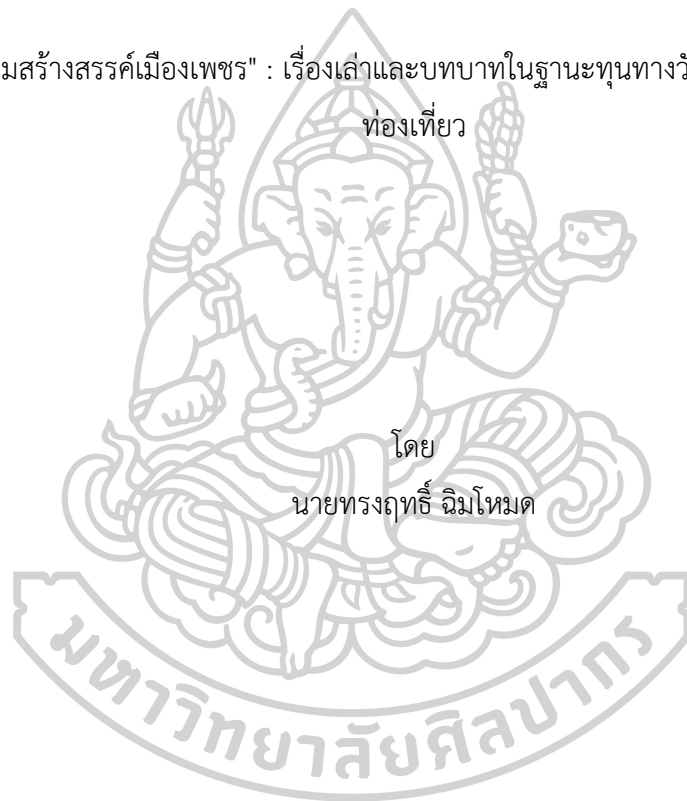 มสร้างสรรค์เมืองเพชร" : เรื่องเล่าและบทบาทในฐานะทุนทางวั
ท่องเที่ยว
โดย
นายทรงฤทธิ์ ฉิมโหมด
มหาวิทยาลัยศิลปากร